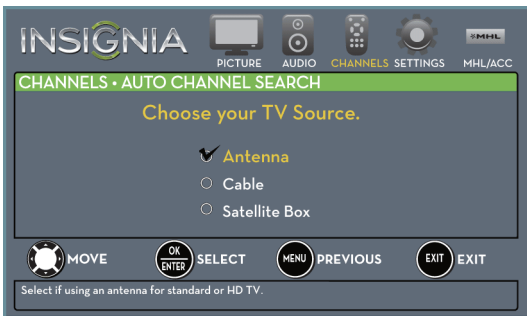 INSIGNIA
PICTURE AUDIO CHANNELS SETTINGS MHL MHL/ACC
CHANNELS • AUTO CHANNEL SEARCH
Choose your TV Source.
Antenna
Cable
Satellite Box
MOVE OK ENTER SELECT MENU PREVIOUS EXIT EXIT
Select if using an antenna for standard or HD TV.